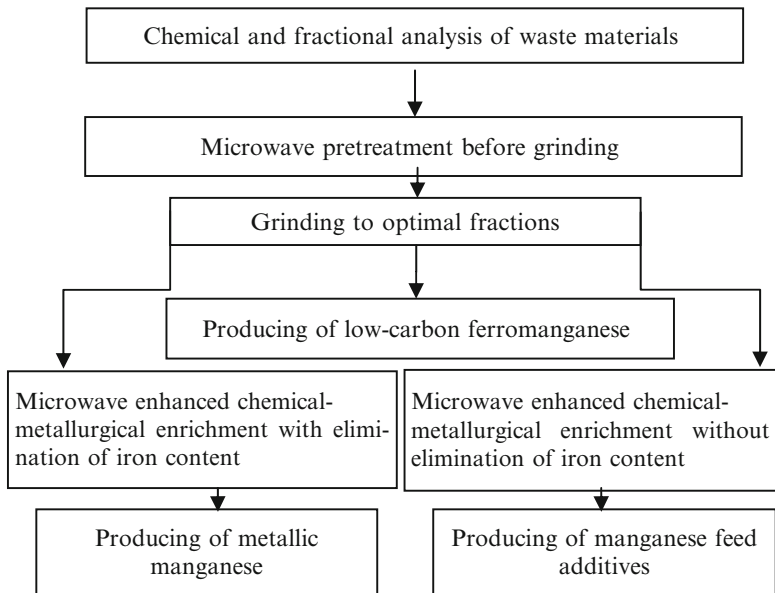 Chemical and fractional analysis of waste materials
Microwave pretreatment before grinding
Grinding to optimal fractions
Producing of low-carbon ferromanganese
Microwave enhanced chemical-
metallurgical enrichment with elimi-
nation of iron content
Microwave enhanced chemical-
metallurgical enrichment without
elimination of iron content
Producing of metallic
manganese
Producing of manganese feed
additives